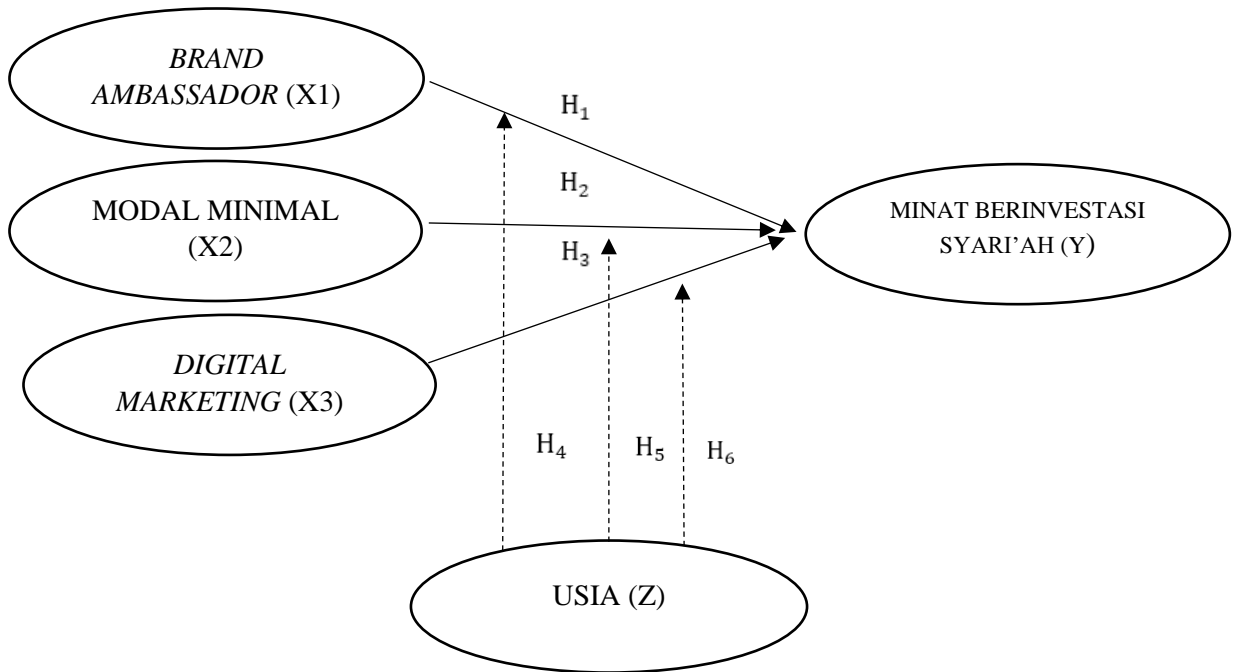 BRAND
AMBASSADOR (X1)
H₁
H₂
MODAL MINIMAL
(X2)
MINAT BERINVESTASI
SYARI’AH (Y)
H₃
DIGITAL
MARKETING (X3)
H₄
H₅
H₆
USIA (Z)